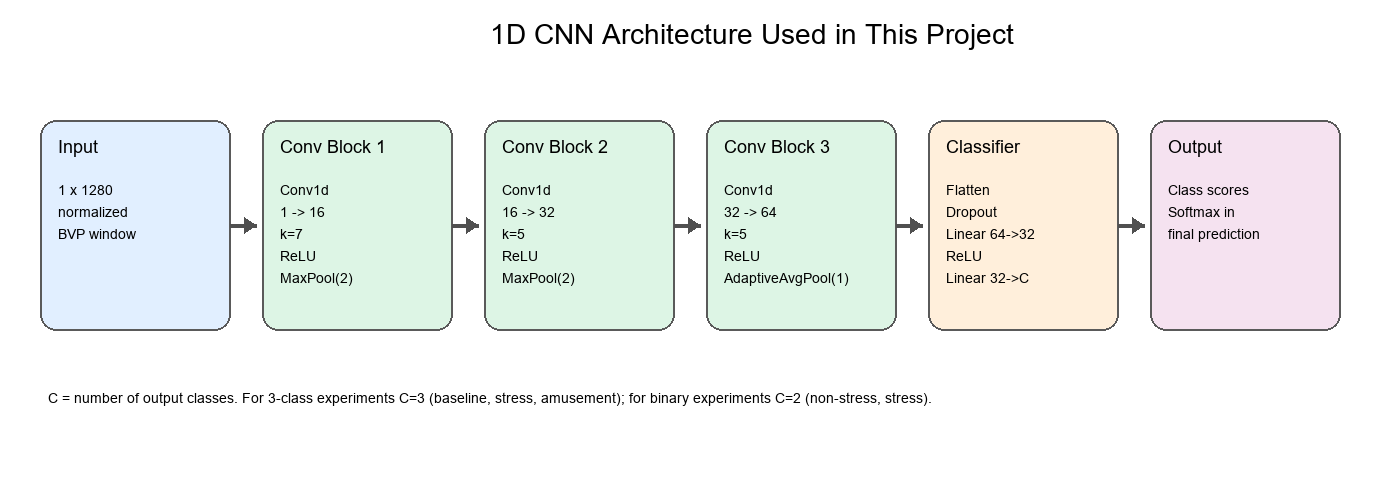 1D CNN Architecture Used in This Project
Input
1 x 1280
normalized
BVP window
Conv Block 1
Conv1d
1 -> 16
k=7
ReLU
MaxPool(2)
Conv Block 2
Conv1d
16 -> 32
k=5
ReLU
MaxPool(2)
Conv Block 3
Conv1d
32 -> 64
k=5
ReLU
AdaptiveAvgPool(1)
Classifier
Flatten
Dropout
Linear 64->32
ReLU
Linear 32->C
Output
Class scores
Softmax in
final prediction
C = number of output classes. For 3-class experiments C=3 (baseline, stress, amusement); for binary experiments C=2 (non-stress, stress).